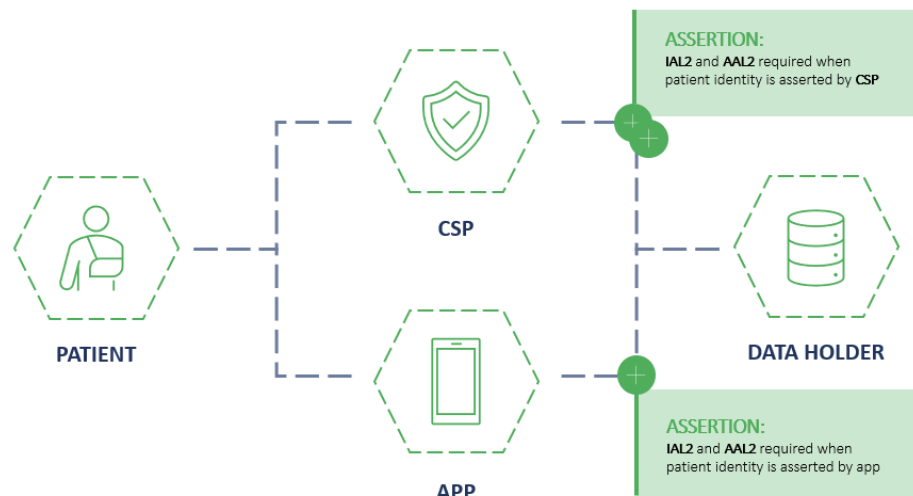 ASSERTION:
IAL2 and AAL2 required when
patient identity is asserted by CSP
CSP
PATIENT
DATA HOLDER
ASSERTION:
IAL2 and AAL2 required when
patient identity is asserted by app
APP